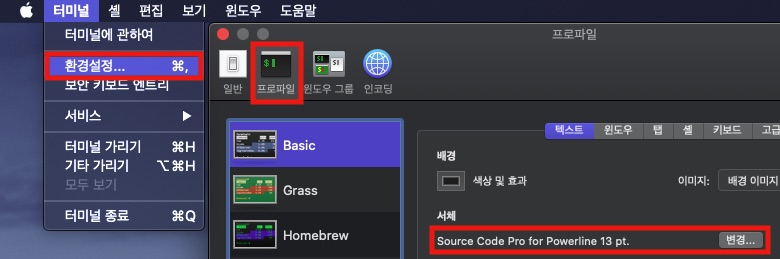 터미널 셸 편집 보기 윈도우 도움말
터미널에 관하여
환경설정... ⌘,
보안 키보드 엔트리
서비스 ▶
터미널 가리기 ⌘H
기타 가리기 ⌥⌘H
모두 보기
터미널 종료 ⌘Q
프로파일
일반 프로파일 윈도우 그룹 인코딩
Basic
Grass
Homebrew
텍스트 윈도우 탭 셸 키보드 고급
배경
색상 및 효과 이미지: 배경 이미지
서체
Source Code Pro for Powerline 13 pt. 변경...